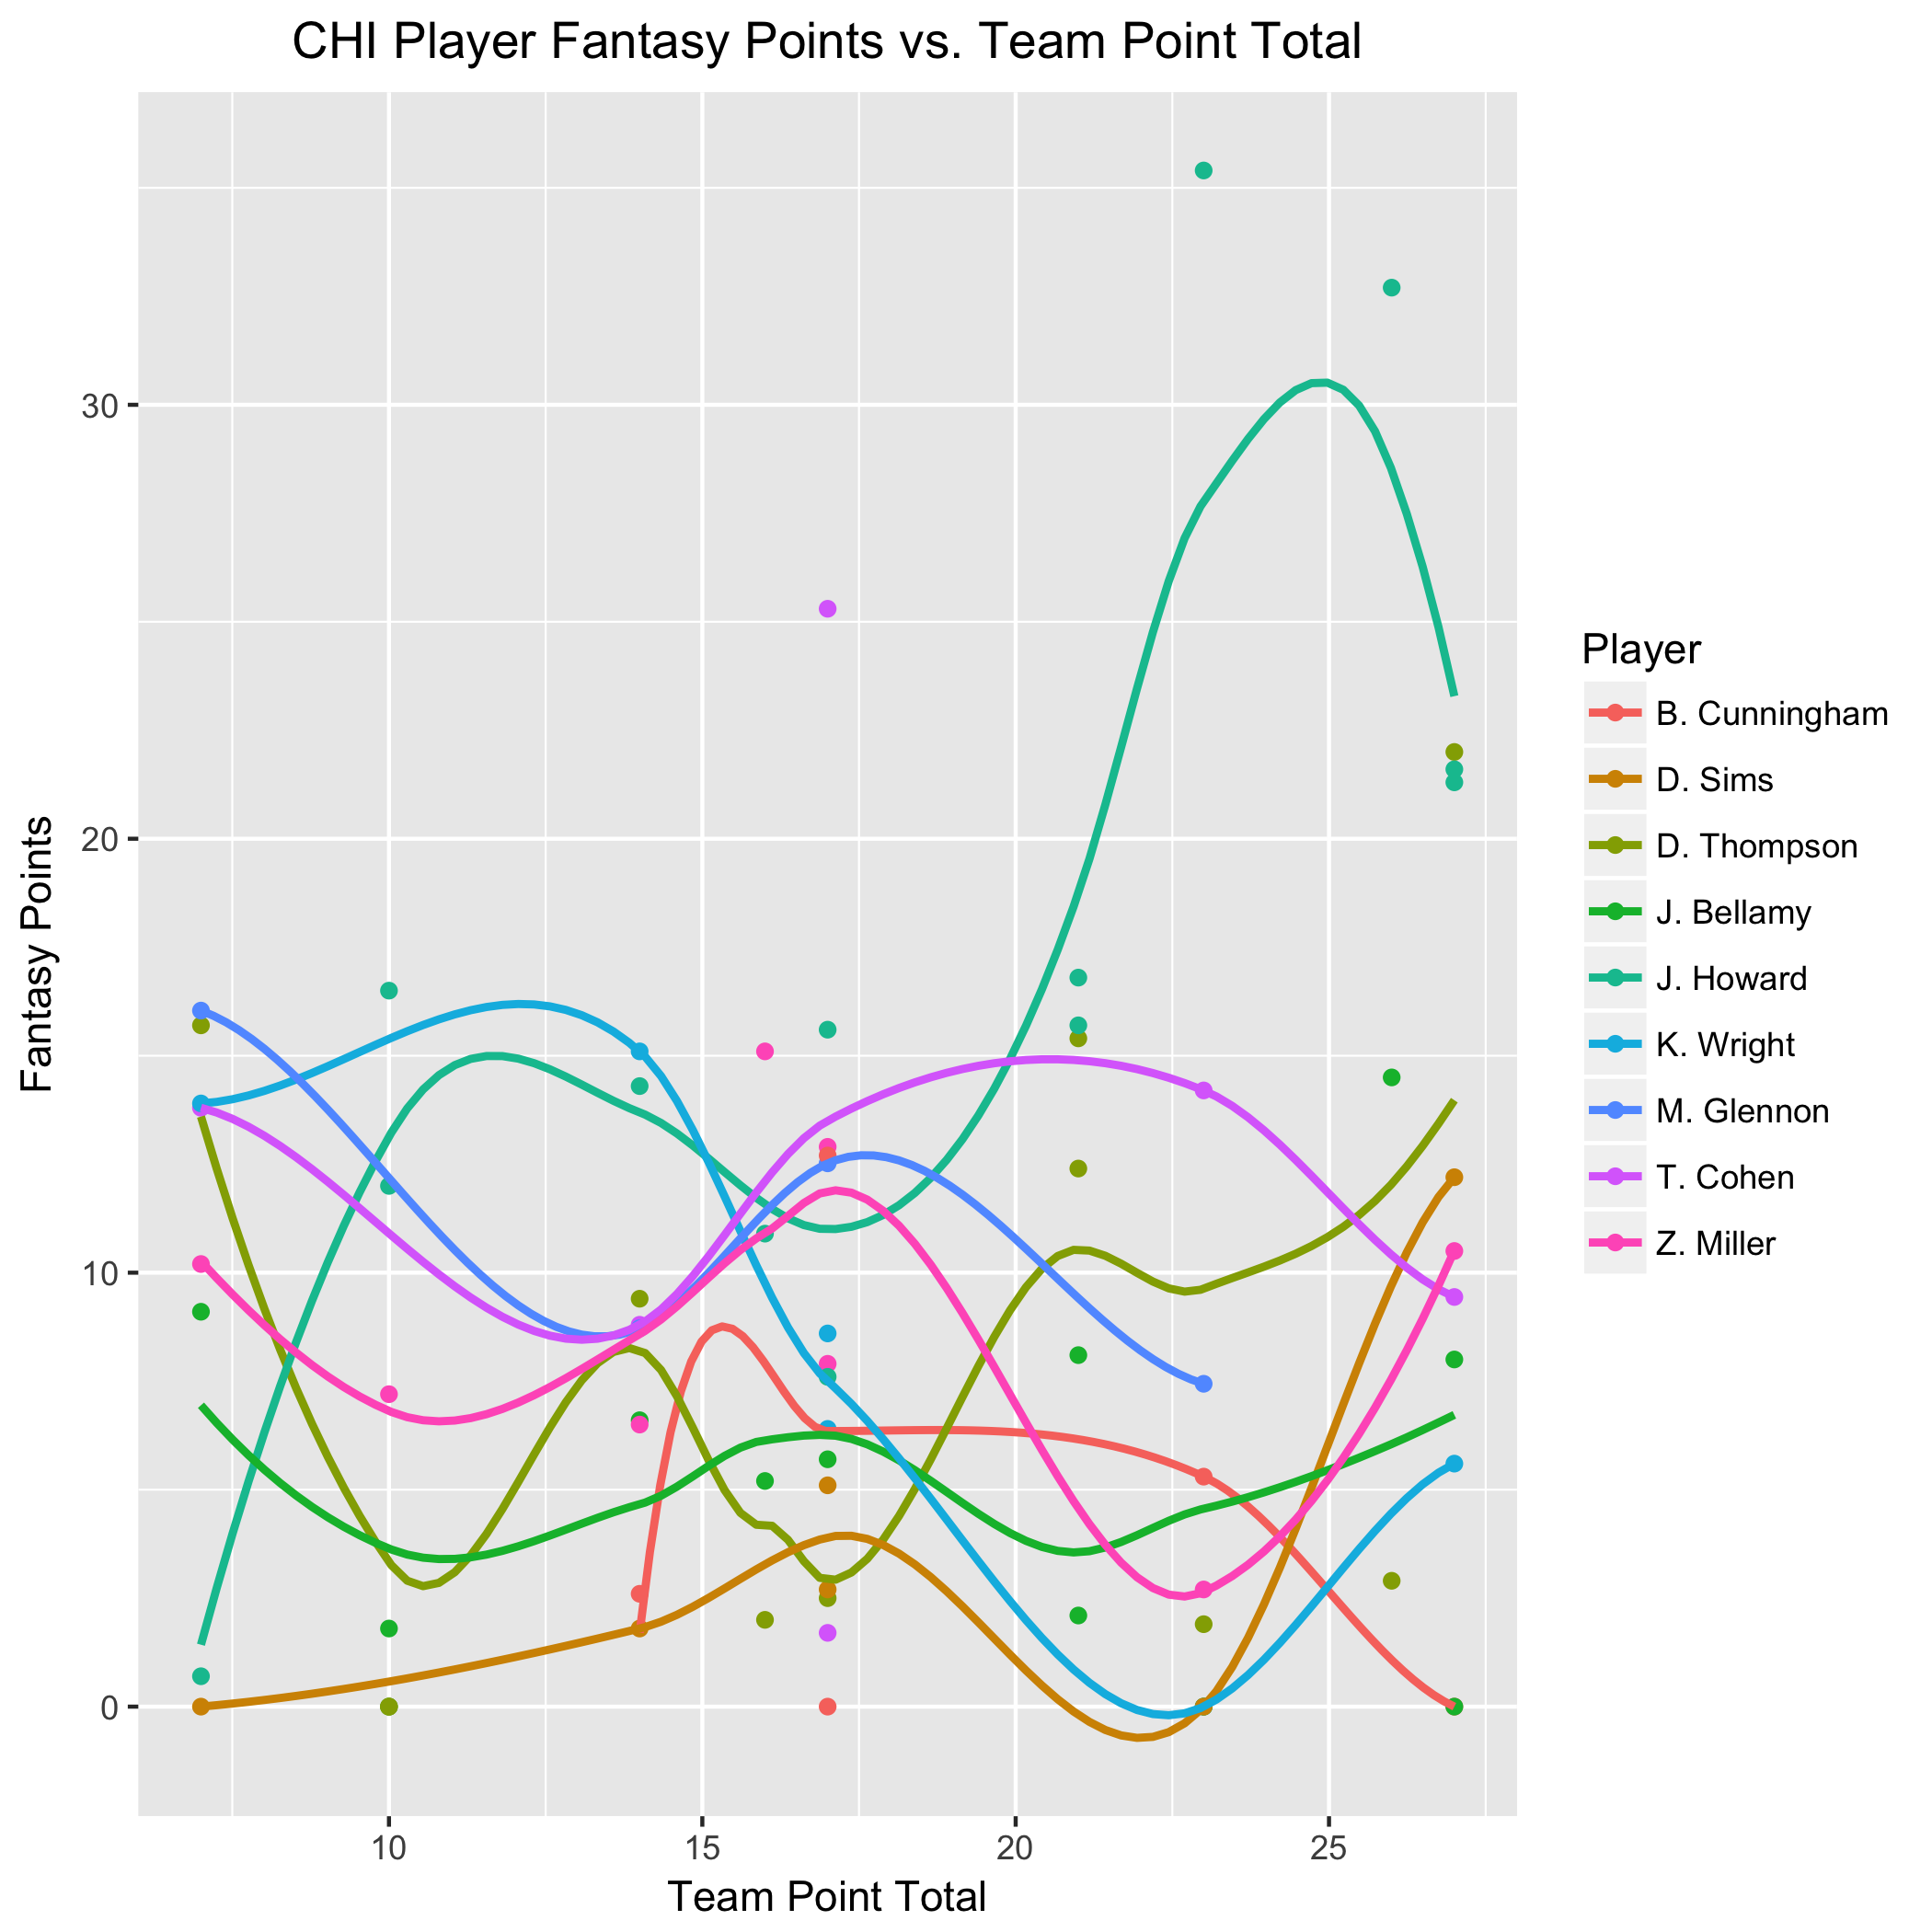 CHI Player Fantasy Points vs. Team Point Total
Fantasy Points
30
20
10
0
10
15
20
25
Team Point Total
Player
B. Cunningham
D. Sims
D. Thompson
J. Bellamy
J. Howard
K. Wright
M. Glennon
T. Cohen
Z. Miller